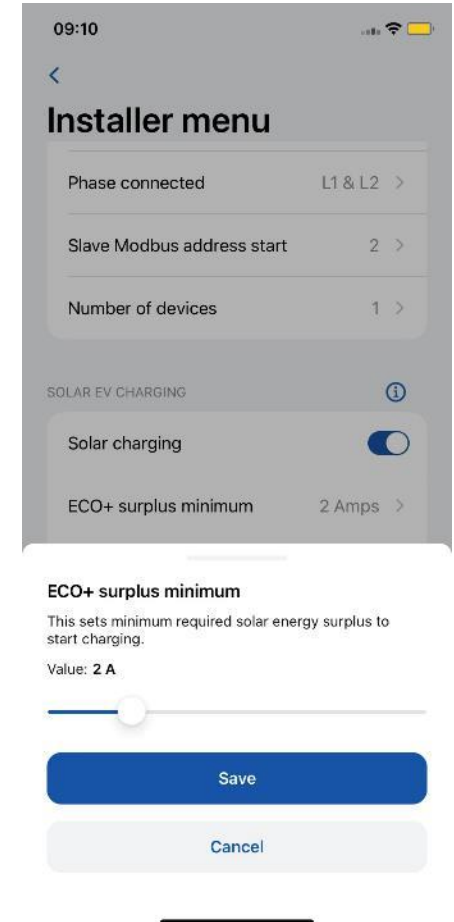 09:10
Installer menu
Phase connected L1 & L2
Slave Modbus address start 2
Number of devices 1
SOLAR EV CHARGING
Solar charging
ECO+ surplus minimum 2 Amps
ECO+ surplus minimum
This sets minimum required solar energy surplus to
start charging.
Value: 2 A
Save
Cancel